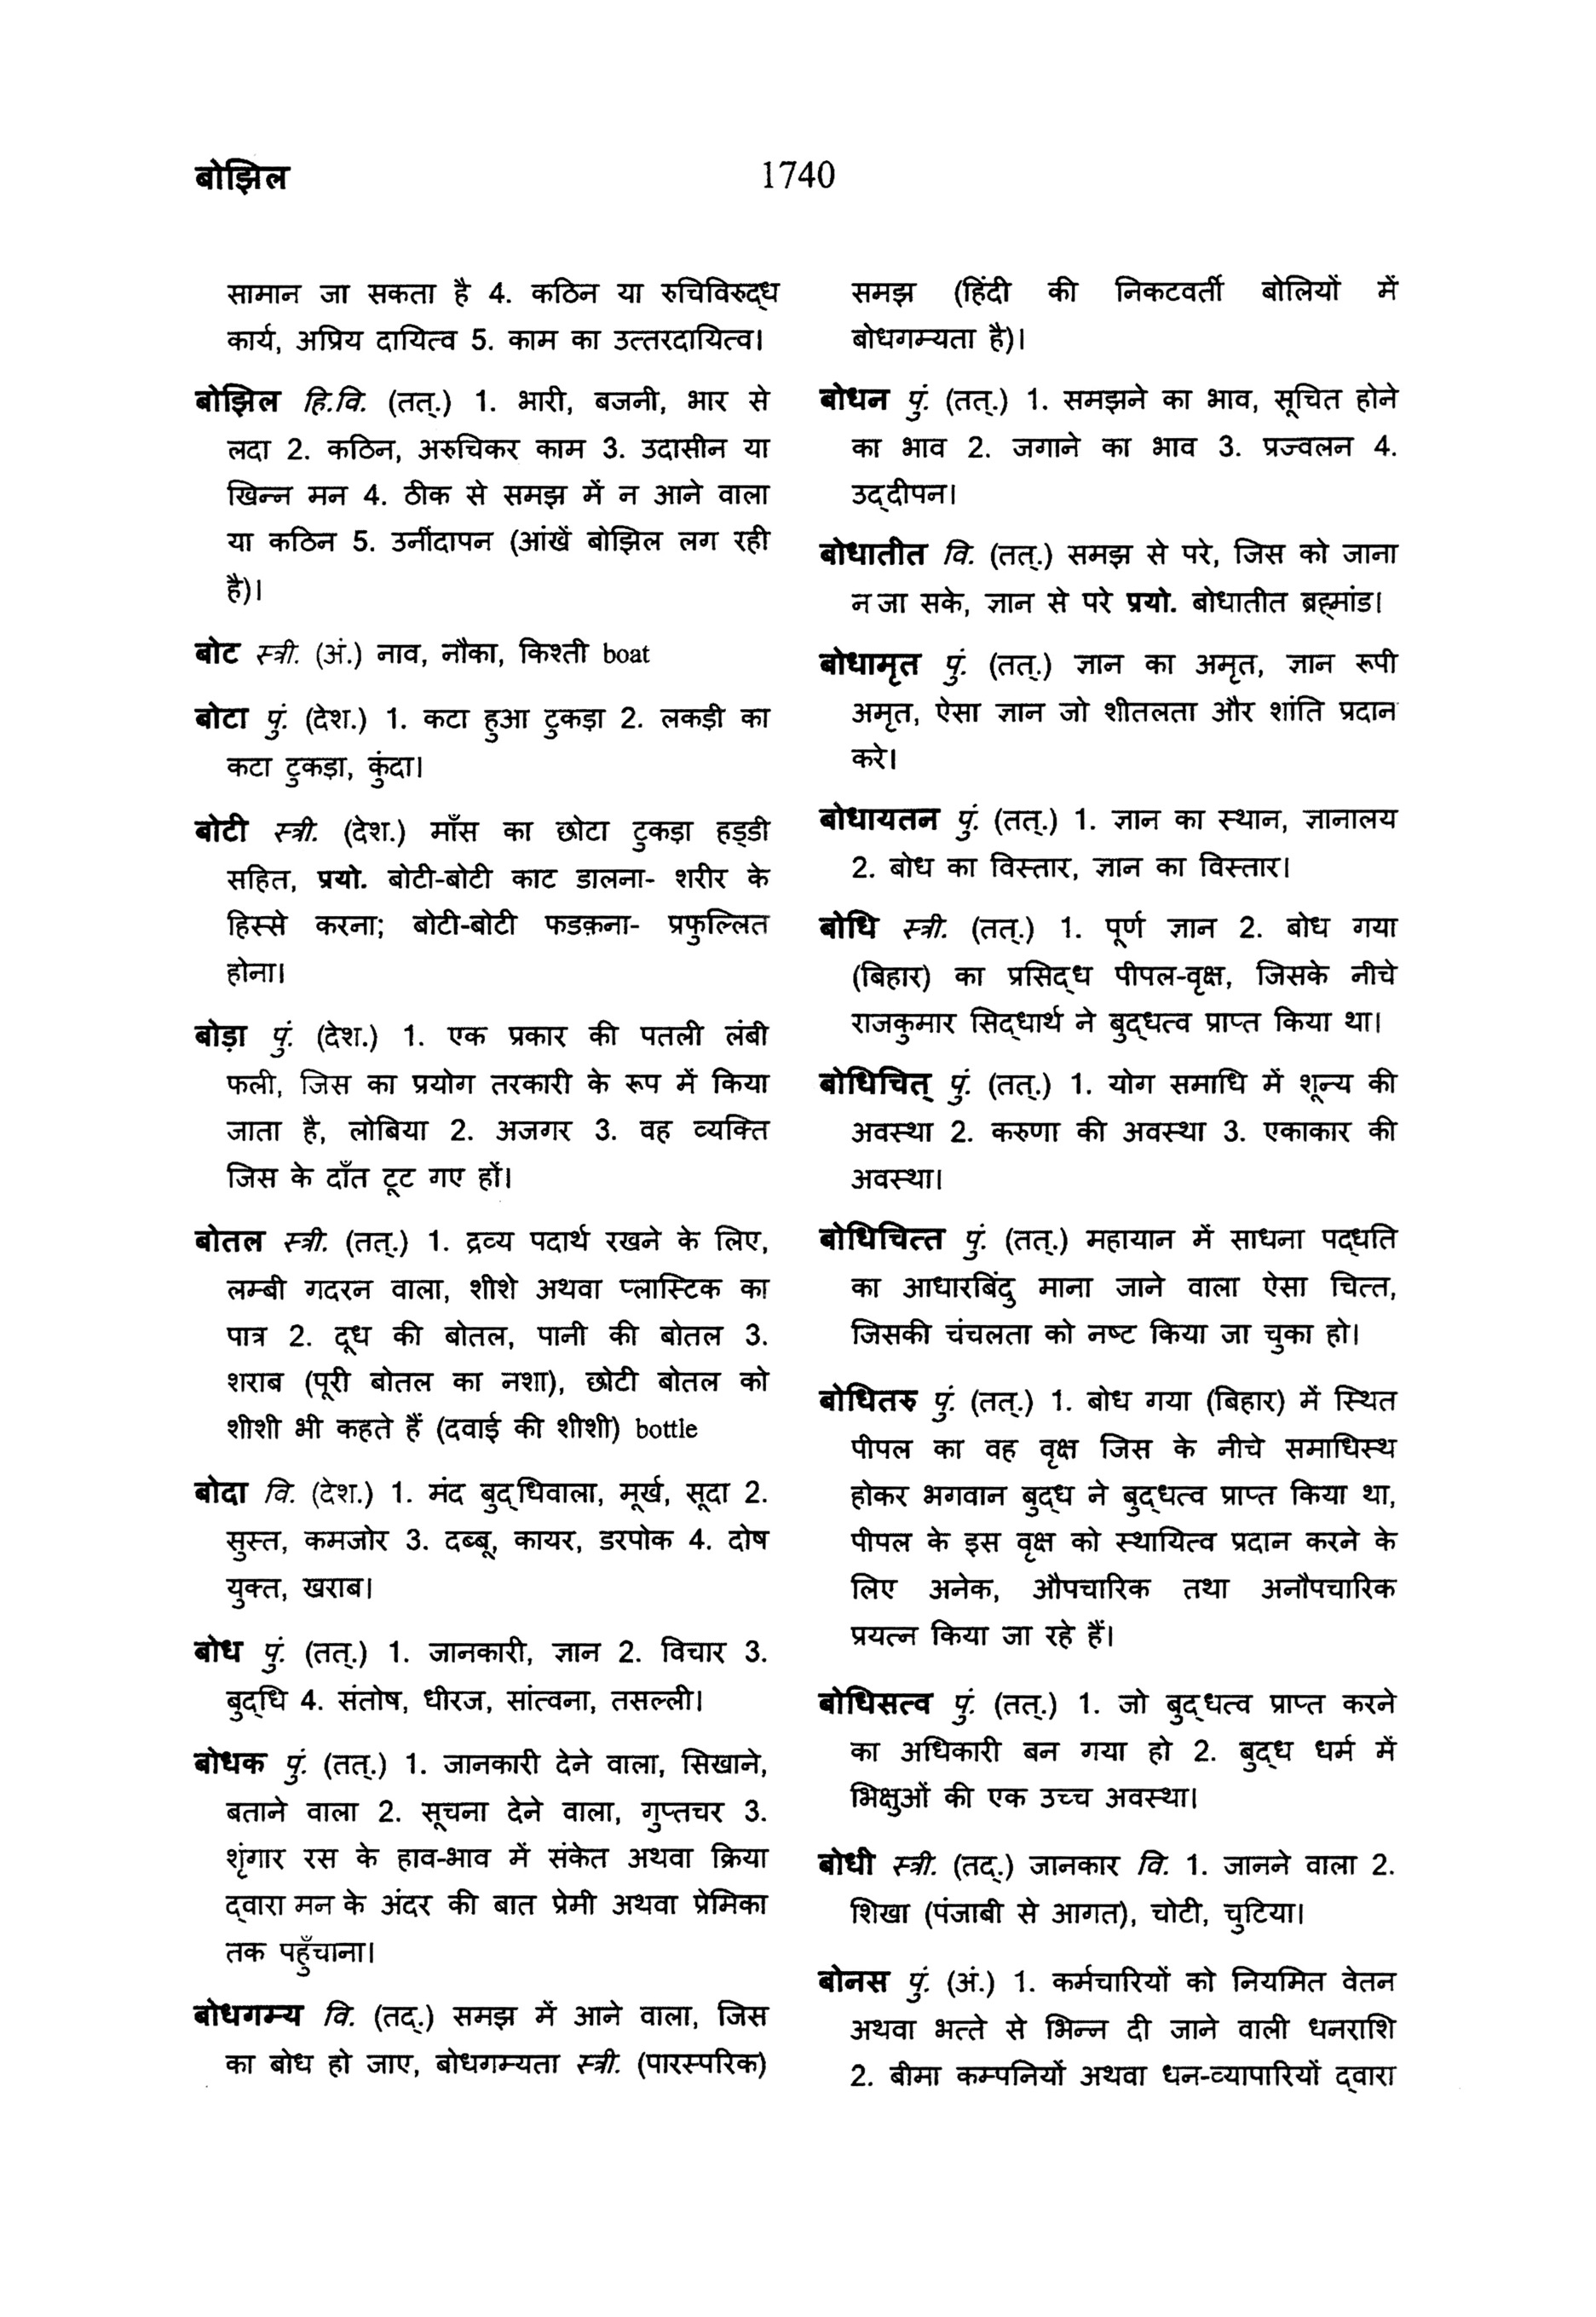 बोझिल
1740
सामान जा सकता है 4. कठिन या रुचिविरुद्ध
कार्य, अप्रिय दायित्व 5. काम का उत्तरदायित्व।
बोझिल हि.वि. (तत्.) 1. भारी, बजनी, भार से
लदा 2. कठिन, अरुचिकर काम 3. उदासीन या
खिन्न मन 4. ठीक से समझ में न आने वाला
या कठिन 5. उनींदापन (आंखें बोझिल लग रही
है)।
बोट स्त्री. (अं.) नाव, नौका, किश्ती boat
बोटा पुं. (देश.) 1. कटा हुआ टुकड़ा 2. लकड़ी का
कटा टुकड़ा, कुंदा।
बोटी स्त्री. (देश.) माँस का छोटा टुकड़ा हड्डी
सहित, प्रयो. बोटी-बोटी काट डालना- शरीर के
हिस्से करना; बोटी-बोटी फडक़ना- प्रफुल्लित
होना।
बोड़ा पुं. (देश.) 1. एक प्रकार की पतली लंबी
फली, जिस का प्रयोग तरकारी के रूप में किया
जाता है, लोबिया 2. अजगर 3. वह व्यक्ति
जिस के दाँत टूट गए हों।
बोतल स्त्री. (तत्.) 1. द्रव्य पदार्थ रखने के लिए,
लम्बी गदरन वाला, शीशे अथवा प्लास्टिक का
पात्र 2. दूध की बोतल, पानी की बोतल 3.
शराब (पूरी बोतल का नशा), छोटी बोतल को
शीशी भी कहते हैं (दवाई की शीशी) bottle
बोदा वि. (देश.) 1. मंद बुद्धिवाला, मूर्ख, सूदा 2.
सुस्त, कमजोर 3. दब्बू, कायर, डरपोक 4. दोष
युक्त, खराब।
बोध पुं. (तत्.) 1. जानकारी, ज्ञान 2. विचार 3.
बुद्धि 4. संतोष, धीरज, सांत्वना, तसल्ली।
बोधक पुं. (तत्.) 1. जानकारी देने वाला, सिखाने,
बताने वाला 2. सूचना देने वाला, गुप्तचर 3.
शृंगार रस के हाव-भाव में संकेत अथवा क्रिया
द्वारा मन के अंदर की बात प्रेमी अथवा प्रेमिका
तक पहुँचाना।
बोधगम्य वि. (तद्.) समझ में आने वाला, जिस
का बोध हो जाए, बोधगम्यता स्त्री. (पारस्परिक)
समझ (हिंदी की निकटवर्ती बोलियों में
बोधगम्यता है)।
बोधन पुं. (तत्.) 1. समझने का भाव, सूचित होने
का भाव 2. जगाने का भाव 3. प्रज्वलन 4.
उद्दीपन।
बोधातीत वि. (तत्.) समझ से परे, जिस को जाना
न जा सके, ज्ञान से परे प्रयो. बोधातीत ब्रह्मांड।
बोधामृत पुं. (तत्.) ज्ञान का अमृत, ज्ञान रूपी
अमृत, ऐसा ज्ञान जो शीतलता और शांति प्रदान
करे।
बोधायतन पुं. (तत्.) 1. ज्ञान का स्थान, ज्ञानालय
2. बोध का विस्तार, ज्ञान का विस्तार।
बोधि स्त्री. (तत्.) 1. पूर्ण ज्ञान 2. बोध गया
(बिहार) का प्रसिद्ध पीपल-वृक्ष, जिसके नीचे
राजकुमार सिद्धार्थ ने बुद्धत्व प्राप्त किया था।
बोधिचित् पुं. (तत्.) 1. योग समाधि में शून्य की
अवस्था 2. करुणा की अवस्था 3. एकाकार की
अवस्था।
बोधिचित्त पुं. (तत्.) महायान में साधना पद्धति
का आधारबिंदु माना जाने वाला ऐसा चित्त,
जिसकी चंचलता को नष्ट किया जा चुका हो।
बोधितरु पुं. (तत्.) 1. बोध गया (बिहार) में स्थित
पीपल का वह वृक्ष जिस के नीचे समाधिस्थ
होकर भगवान बुद्ध ने बुद्धत्व प्राप्त किया था,
पीपल के इस वृक्ष को स्थायित्व प्रदान करने के
लिए अनेक, औपचारिक तथा अनौपचारिक
प्रयत्न किया जा रहे हैं।
बोधिसत्व पुं. (तत्.) 1. जो बुद्धत्व प्राप्त करने
का अधिकारी बन गया हो 2. बुद्ध धर्म में
भिक्षुओं की एक उच्च अवस्था।
बोधी स्त्री. (तद्.) जानकार वि. 1. जानने वाला 2.
शिखा (पंजाबी से आगत), चोटी, चुटिया।
बोनस पुं. (अं.) 1. कर्मचारियों को नियमित वेतन
अथवा भत्ते से भिन्न दी जाने वाली धनराशि
2. बीमा कम्पनियों अथवा धन-व्यापारियों द्वारा